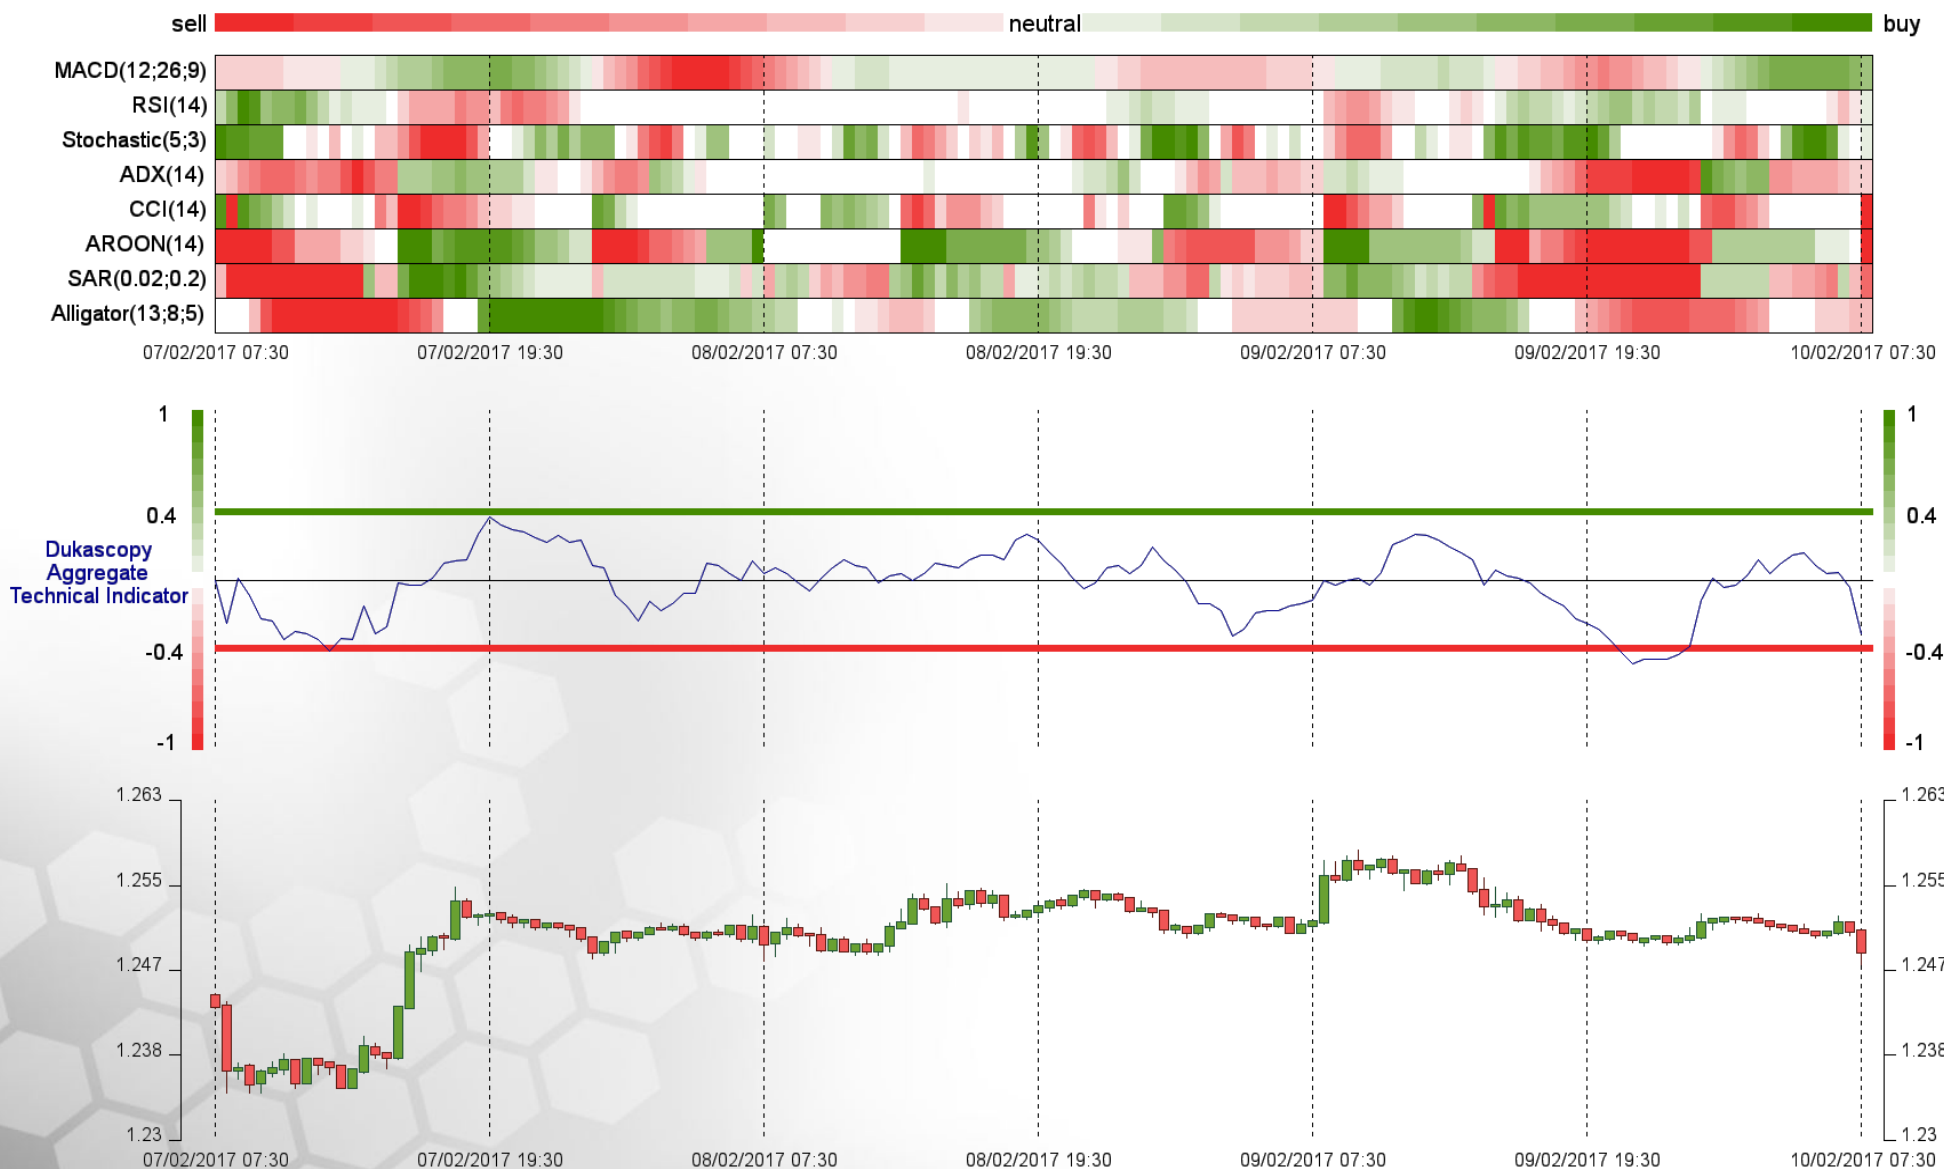 sell neutral buy
MACD(12;26;9)
RSI(14)
Stochastic(5;3)
ADX(14)
CCI(14)
AROON(14)
SAR(0.02;0.2)
Alligator(13;8;5)
07/02/2017 07:30 07/02/2017 19:30 08/02/2017 07:30 08/02/2017 19:30 09/02/2017 07:30 09/02/2017 19:30 10/02/2017 07:30
1 1
0.4 0.4
Dukascopy
Aggregate
Technical Indicator
-0.4 -0.4
-1 -1
1.263 1.263
1.255 1.255
1.247 1.247
1.238 1.238
1.23 1.23
07/02/2017 07:30 07/02/2017 19:30 08/02/2017 07:30 08/02/2017 19:30 09/02/2017 07:30 09/02/2017 19:30 10/02/2017 07:30